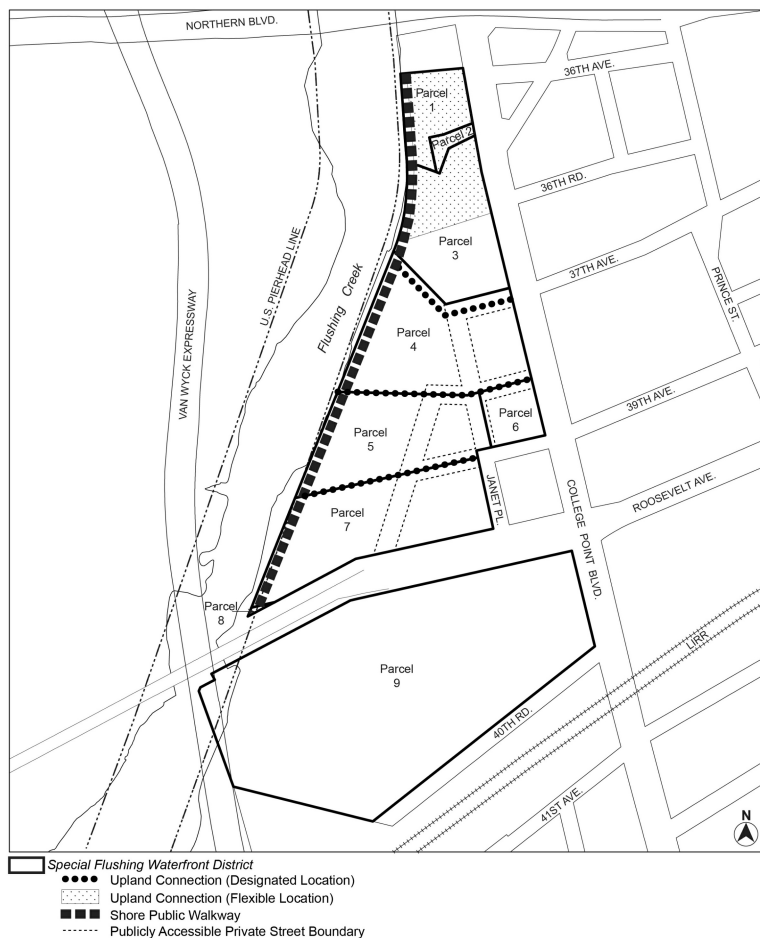 NORTHERN BLVD.
36TH AVE.
Parcel
1
Parcel 2
36TH RD.
U.S. PIERHEAD LINE
Parcel
3
37TH AVE.
PRINCE ST.
VAN WYCK EXPRESSWAY
Flushing Creek
Parcel
4
39TH AVE.
Parcel
5
Parcel
6
JANET PL.
COLLEGE POINT BLVD.
ROOSEVELT AVE.
Parcel
7
Parcel
8
LIRR
Parcel
9
40TH RD.
41ST AVE.
N
Special Flushing Waterfront District
Upland Connection (Designated Location)
Upland Connection (Flexible Location)
Shore Public Walkway
Publicly Accessible Private Street Boundary